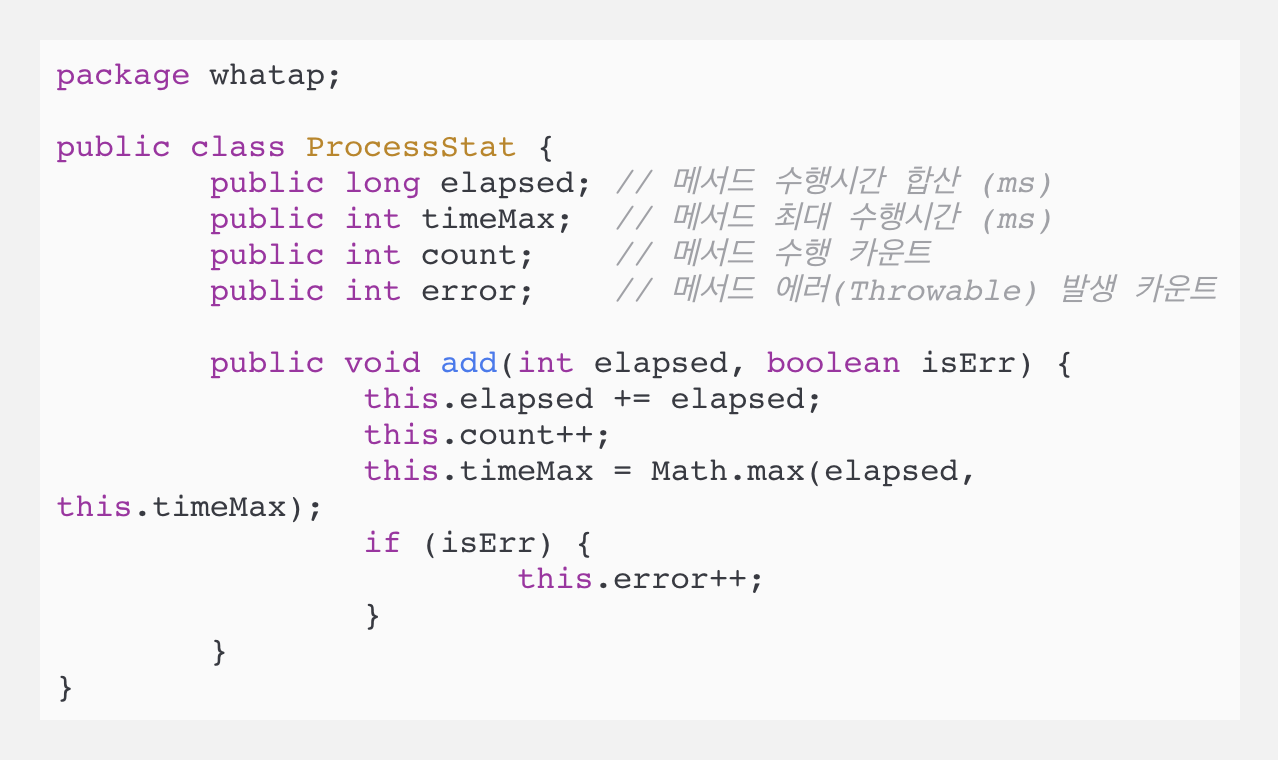 package whatap;

public class ProcessStat {
        public long elapsed; // 메서드 수행시간 합산 (ms)
        public int timeMax;  // 메서드 최대 수행시간 (ms)
        public int count;    // 메서드 수행 카운트
        public int error;    // 메서드 에러(Throwable) 발생 카운트

        public void add(int elapsed, boolean isErr) {
                this.elapsed += elapsed;
                this.count++;
                this.timeMax = Math.max(elapsed,
this.timeMax);
                if (isErr) {
                        this.error++;
                }
        }
}